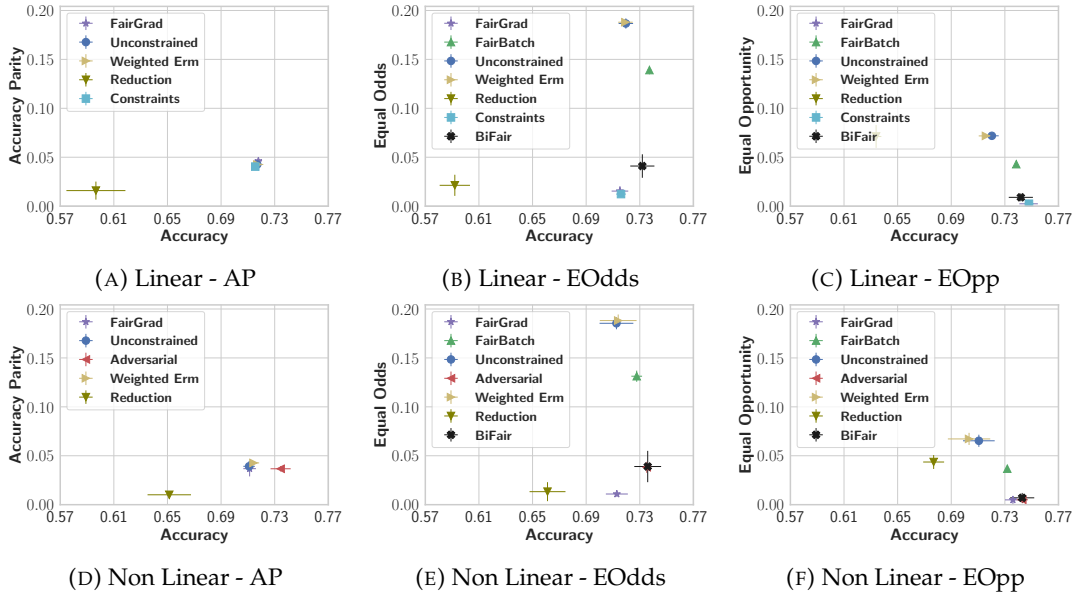 0.20
0.15
0.10
0.05
0.00
Accuracy Parity
FairGrad
Unconstrained
Weighted Erm
Reduction
Constraints
0.57 0.61 0.65 0.69 0.73 0.77
Accuracy
(A) Linear - AP
0.20
0.15
0.10
0.05
0.00
Equal Odds
FairGrad
FairBatch
Unconstrained
Weighted Erm
Reduction
Constraints
BiFair
0.57 0.61 0.65 0.69 0.73 0.77
Accuracy
(B) Linear - EOdds
0.20
0.15
0.10
0.05
0.00
Equal Opportunity
FairGrad
FairBatch
Unconstrained
Weighted Erm
Reduction
Constraints
BiFair
0.57 0.61 0.65 0.69 0.73 0.77
Accuracy
(C) Linear - EOpp
0.20
0.15
0.10
0.05
0.00
Accuracy Parity
FairGrad
Unconstrained
Adversarial
Weighted Erm
Reduction
0.57 0.61 0.65 0.69 0.73 0.77
Accuracy
(D) Non Linear - AP
0.20
0.15
0.10
0.05
0.00
Equal Odds
FairGrad
FairBatch
Unconstrained
Adversarial
Weighted Erm
Reduction
BiFair
0.57 0.61 0.65 0.69 0.73 0.77
Accuracy
(E) Non Linear - EOdds
0.20
0.15
0.10
0.05
0.00
Equal Opportunity
FairGrad
FairBatch
Unconstrained
Adversarial
Weighted Erm
Reduction
BiFair
0.57 0.61 0.65 0.69 0.73 0.77
Accuracy
(F) Non Linear - EOpp